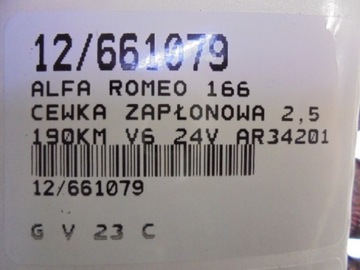 12/661079
ALFA ROMEO 166
CEWKA ZAPŁONOWA 2,5
190KM V6 24V AR34201
12/661079
G V 23 C